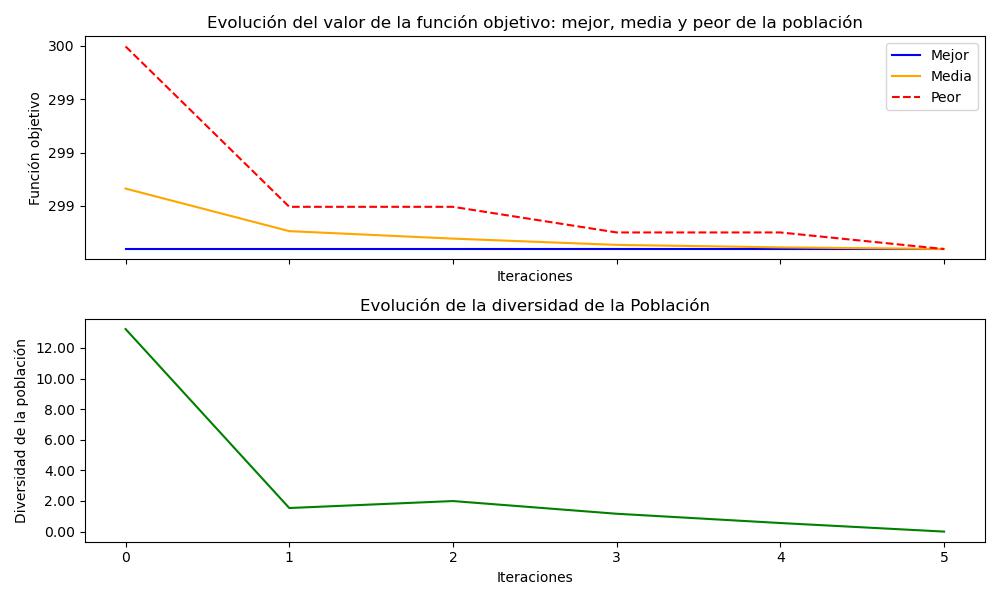 Evolución del valor de la función objetivo: mejor, media y peor de la población
300
299
299
299
Función objetivo
Mejor
Media
Peor
Iteraciones
Evolución de la diversidad de la Población
12.00
10.00
8.00
6.00
4.00
2.00
0.00
Diversidad de la población
0 1 2 3 4 5
Iteraciones